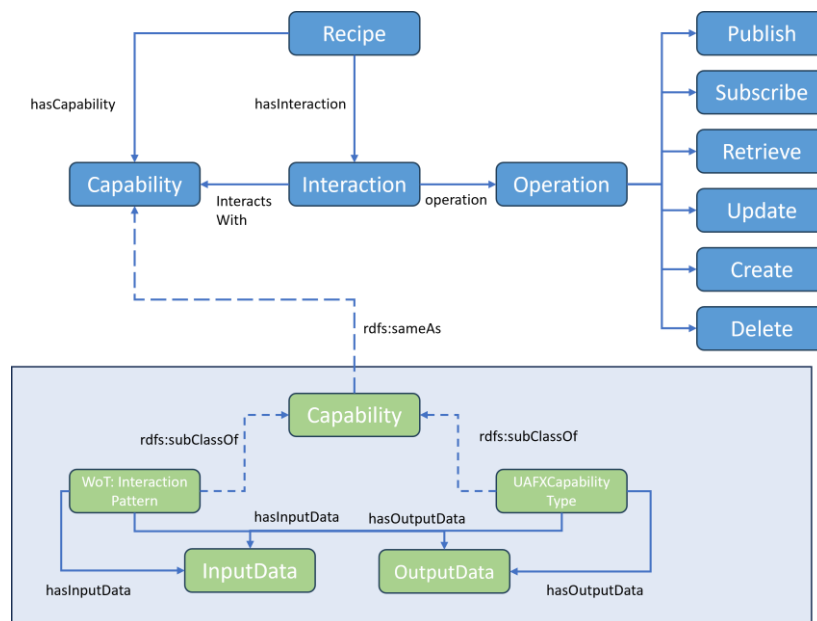 Recipe
Publish
Subscribe
hasCapability
hasInteraction
Retrieve
Capability
Interaction
Operation
Interacts
With
operation
Update
Create
Delete
rdfs:sameAs
Capability
rdfs:subClassOf
rdfs:subClassOf
WoT: Interaction
Pattern
UAFXCapability
Type
hasInputData
hasOutputData
InputData
OutputData
hasInputData
hasOutputData